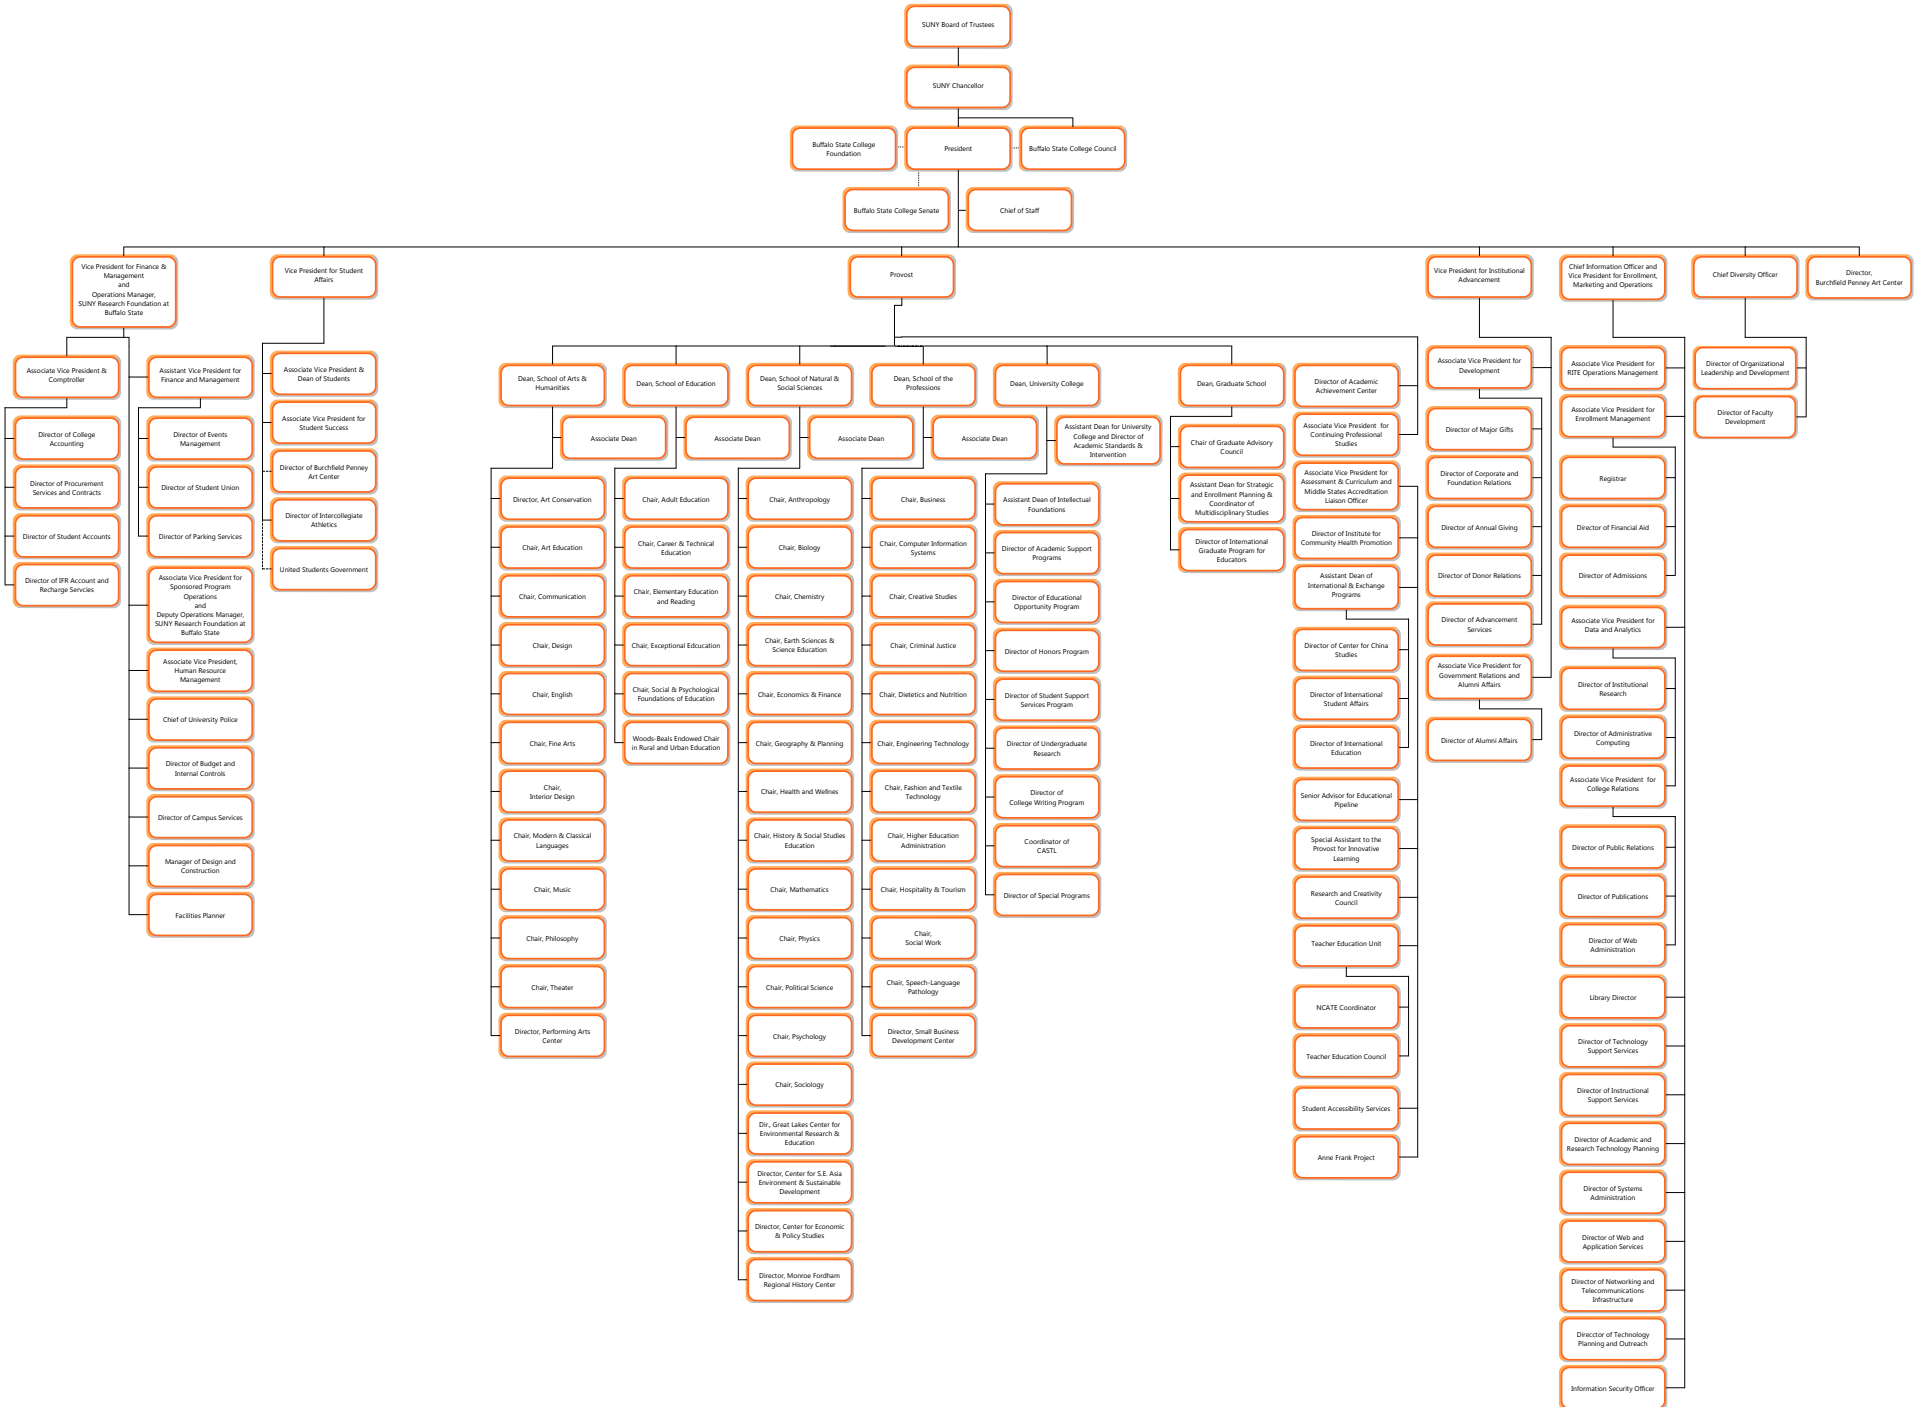 SUNY Board of Trustees
SUNY Chancellor
Buffalo State College
Foundation
President
Buffalo State College Council
Buffalo State College Senate
Chief of Staff
Vice President for Finance &
Management
and
Operations Manager,
SUNY Research Foundation at
Buffalo State
Vice President for Student
Affairs
Provost
Vice President for Institutional
Advancement
Chief Information Officer and
Vice President for Enrollment,
Marketing and Operations
Chief Diversity Officer
Director,
Burchfield Penney Art Center
Associate Vice President &
Comptroller
Director of College
Accounting
Director of Procurement
Services and Contracts
Director of Student Accounts
Director of IFR Account and
Recharge Servcies
Assistant Vice President for
Finance and Management
Director of Events
Management
Director of Student Union
Director of Parking Services
Associate Vice President for
Sponsored Program
Operations
and
Deputy Operations Manager,
SUNY Research Foundation at
Buffalo State
Associate Vice President,
Human Resource
Management
Chief of University Police
Director of Budget and
Internal Controls
Director of Campus Services
Manager of Design and
Construction
Facilities Planner
Associate Vice President &
Dean of Students
Associate Vice President for
Student Success
Director of Burchfield Penney
Art Center
Director of Intercollegiate
Athletics
United Students Government
Dean, School of Arts &
Humanities
Associate Dean
Director, Art Conservation
Chair, Art Education
Chair, Communication
Chair, Design
Chair, English
Chair, Fine Arts
Chair,
Interior Design
Chair, Modern & Classical
Languages
Chair, Music
Chair, Philosophy
Chair, Theater
Director, Performing Arts
Center
Dean, School of Education
Associate Dean
Chair, Adult Education
Chair, Career & Technical
Education
Chair, Elementary Education
and Reading
Chair, Exceptional Edcucation
Chair, Social & Psychological
Foundations of Education
Woods-Beals Endowed Chair
in Rural and Urban Education
Dean, School of Natural &
Social Sciences
Associate Dean
Chair, Anthropology
Chair, Biology
Chair, Chemistry
Chair, Earth Sciences &
Science Education
Chair, Economics & Finance
Chair, Geography & Planning
Chair, Health and Wellnes
Chair, History & Social Studies
Education
Chair, Mathematics
Chair, Physics
Chair, Political Science
Chair, Psychology
Chair, Sociology
Dir., Great Lakes Center for
Environmental Research &
Education
Director, Center for S.E. Asia
Environment & Sustainable
Development
Director, Center for Economic
& Policy Studies
Director, Monroe Fordham
Regional History Center
Dean, School of the
Professions
Associate Dean
Chair, Business
Chair, Computer Information
Systems
Chair, Creative Studies
Chair, Criminal Justice
Chair, Dietetics and Nutrition
Chair, Engineering Technology
Chair, Fashion and Textile
Technology
Chair, Higher Education
Administration
Chair, Hospitality & Tourism
Chair,
Social Work
Chair, Speech-Language
Pathology
Director, Small Business
Development Center
Dean, University College
Assistant Dean for University
College and Director of
Academic Standards &
Intervention
Assistant Dean of Intellectual
Foundations
Director of Academic Support
Programs
Director of Educational
Opportunity Program
Director of Honors Program
Director of Student Support
Services Program
Director of Undergraduate
Research
Director of
College Writing Program
Coordinator of
CASTL
Director of Special Programs
Dean, Graduate School
Chair of Graduate Advisory
Council
Assistant Dean for Strategic
and Enrollment Planning &
Coordinator of
Multidisciplinary Studies
Director of International
Graduate Program for
Educators
Director of Academic
Achievement Center
Associate Vice President  for
Continuing Professional
Studies
Associate Vice President for
Assessment & Curriculum and
Middle States Accreditation
Liaison Officer
Director of Institute for
Community Health Promotion
Assistant Dean of
International & Exchange
Programs
Director of Center for China
Studies
Director of International
Student Affairs
Director of International
Education
Senior Advisor for Educational
Pipeline
Special Assistant to the
Provost for Innovative
Learning
Research and Creativity
Council
Teacher Education Unit
NCATE Coordinator
Teacher Education Council
Student Accessibility Services
Anne Frank Project
Associate Vice President for
Development
Director of Major Gifts
Director of Corporate and
Foundation Relations
Director of Annual Giving
Director of Donor Relations
Director of Advancement
Services
Associate Vice President for
Government Relations and
Alumni Affairs
Director of Alumni Affairs
Associate Vice President for
RITE Operations Management
Associate Vice President for
Enrollment Management
Registrar
Director of Financial Aid
Director of Admissions
Associate Vice President for
Data and Analytics
Director of Institutional
Research
Director of Administrative
Computing
Associate Vice President  for
College Relations
Director of Public Relations
Director of Publications
Director of Web
Administration
Library Director
Director of Technology
Support Services
Director of Instructional
Support Services
Director of Academic and
Research Technology Planning
Director of Systems
Administration
Director of Web and
Application Services
Director of Networking and
Telecommunications
Infrastructure
Direcctor of Technology
Planning and Outreach
Information Security Officer
Director of Organizational
Leadership and Development
Director of Faculty
Development